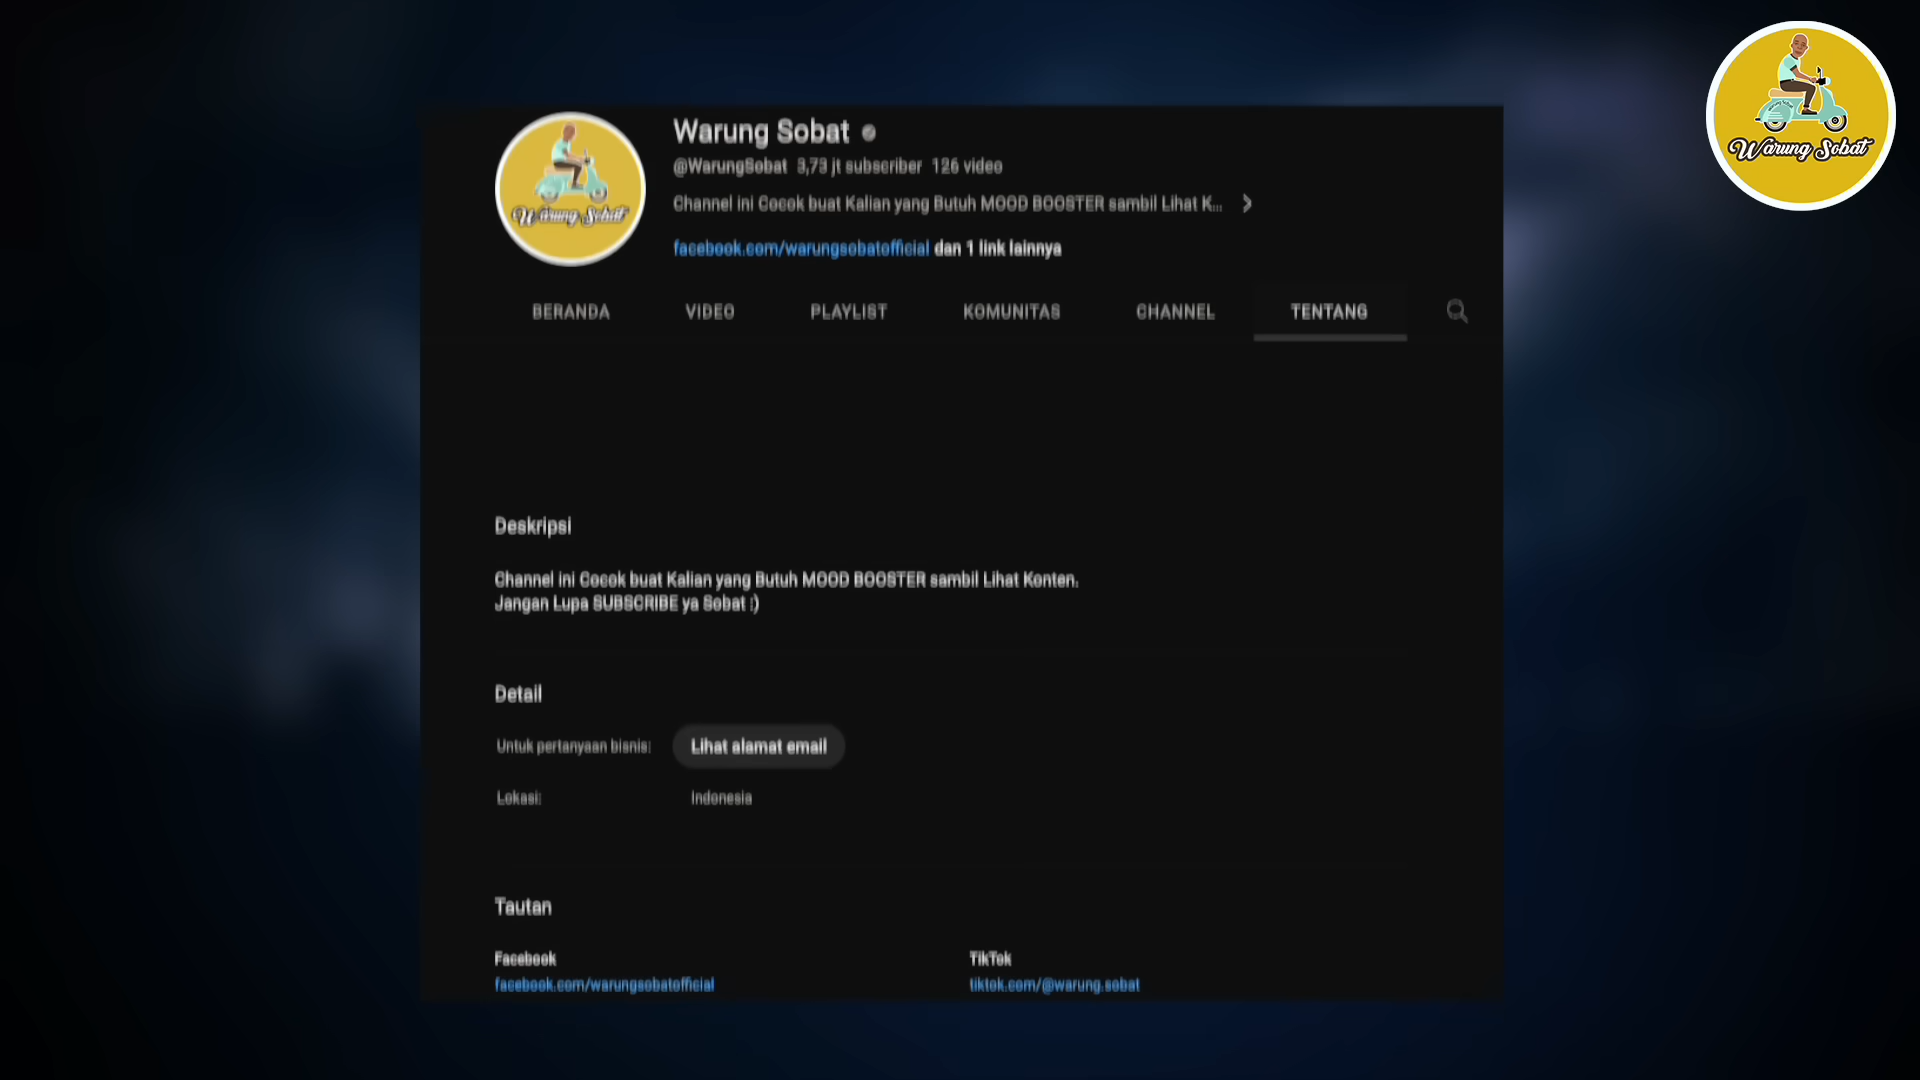 Warung Sobat
Warung Sobat
Warung Sobat
@WarungSobat 3,73 jt subscriber 126 video
Channel ini Cocok buat Kalian yang Butuh MOOD BOOSTER sambil Lihat K...
facebook.com/warungsobatofficial dan 1 link lainnya
BERANDA VIDEO PLAYLIST KOMUNITAS CHANNEL TENTANG
Deskripsi
Channel ini Cocok buat Kalian yang Butuh MOOD BOOSTER sambil Lihat Konten.
Jangan Lupa SUBSCRIBE ya Sobat :)
Detail
Untuk pertanyaan bisnis: Lihat alamat email
Lokasi: Indonesia
Tautan
Facebook TikTok
facebook.com/warungsobatofficial tiktok.com/@warung.sobat